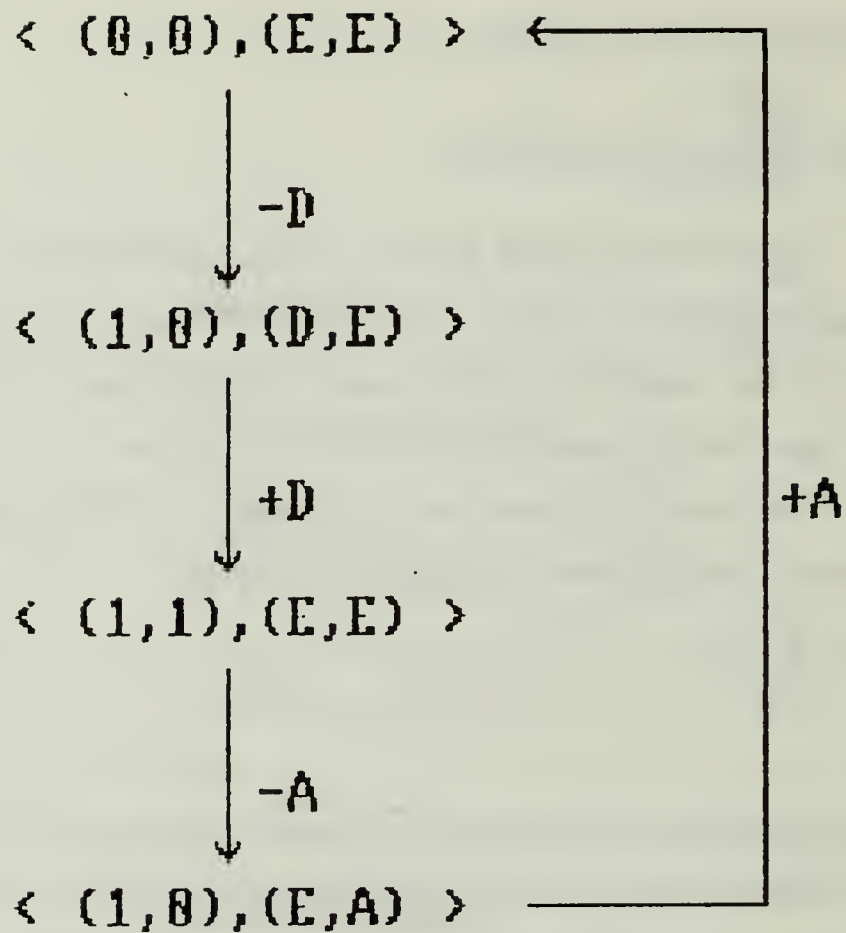 < (0,0),(E,E) >
-D
< (1,0),(D,E) >
+D
+A
< (1,1),(E,E) >
-A
< (1,0),(E,A) >